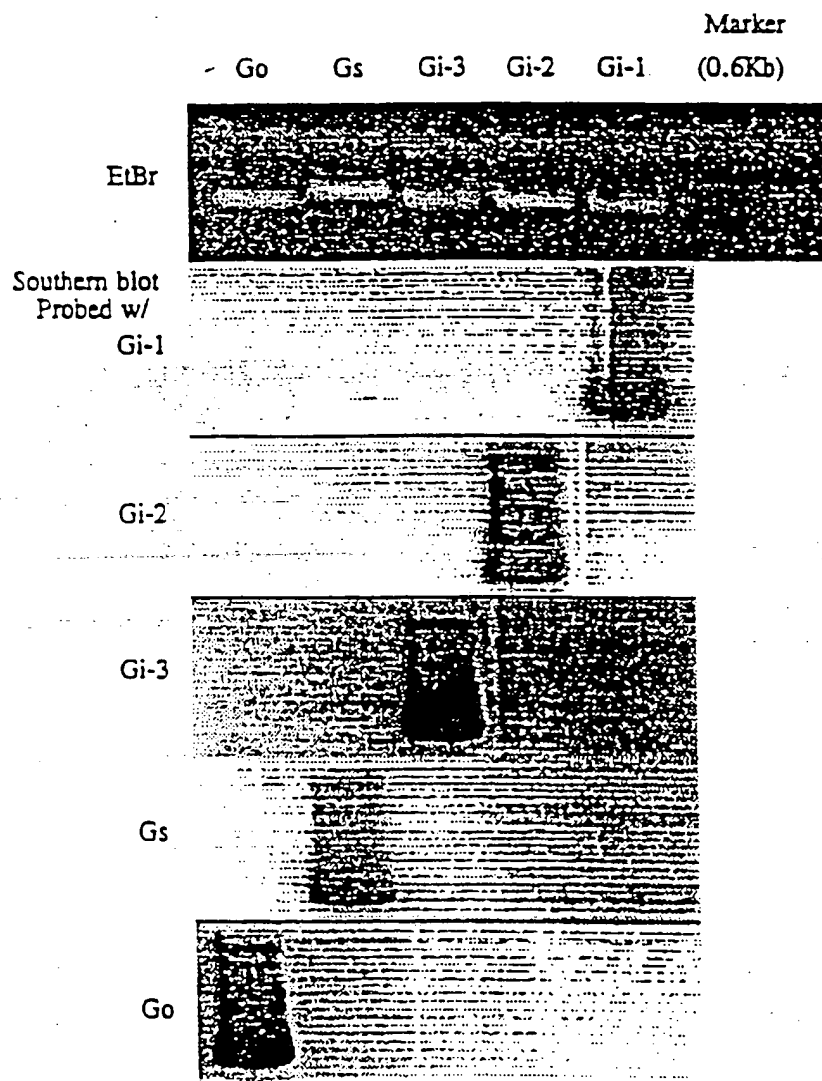 Marker
Go Gs Gi-3 Gi-2 Gi-1 (0.6Kb)
EtBr
Southern blot
Probed w/
Gi-1
Gi-2
Gi-3
Gs
Go